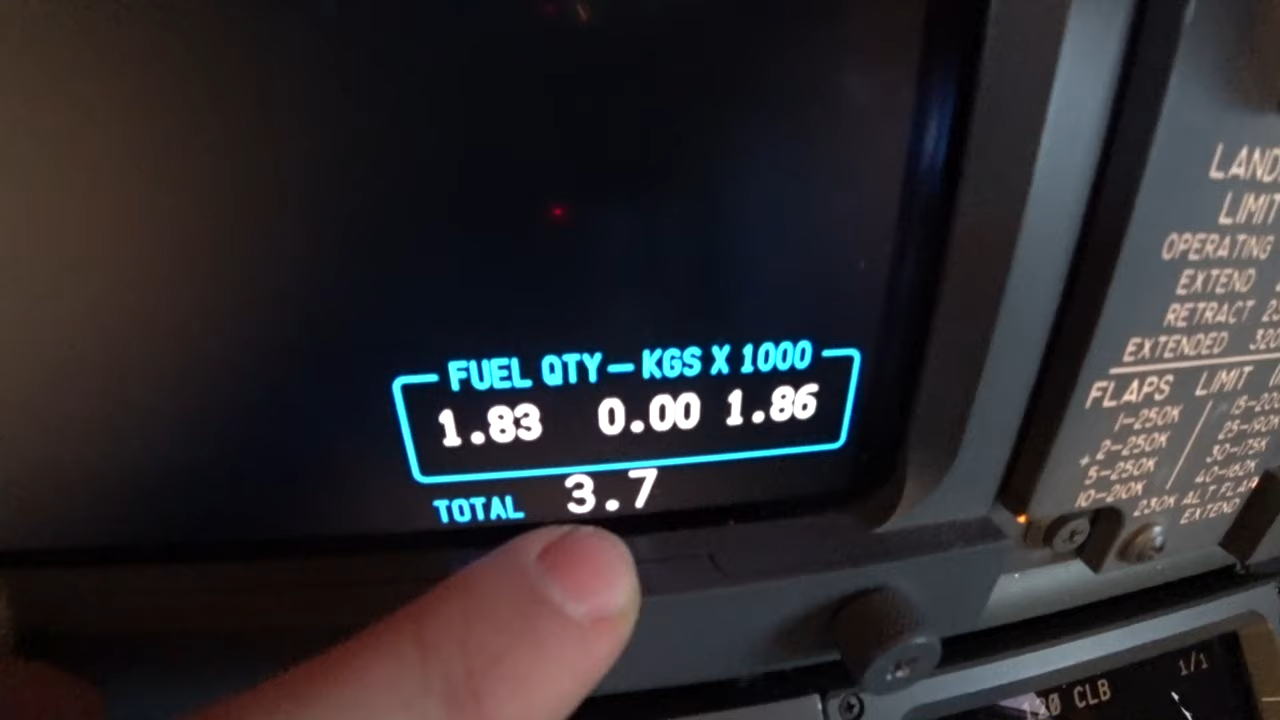 FUEL QTY - KGS X 1000
1.83 0.00 1.86
TOTAL 3.7
LAND
LIMIT
OPERATING
EXTEND
RETRACT
EXTENDED 320
FLAPS LIMIT
1-250K
2-250K
5-250K
10-210K
25-190K
30-175K
40-162K
230K ALT FLAP
EXTEND
CLB
1/1